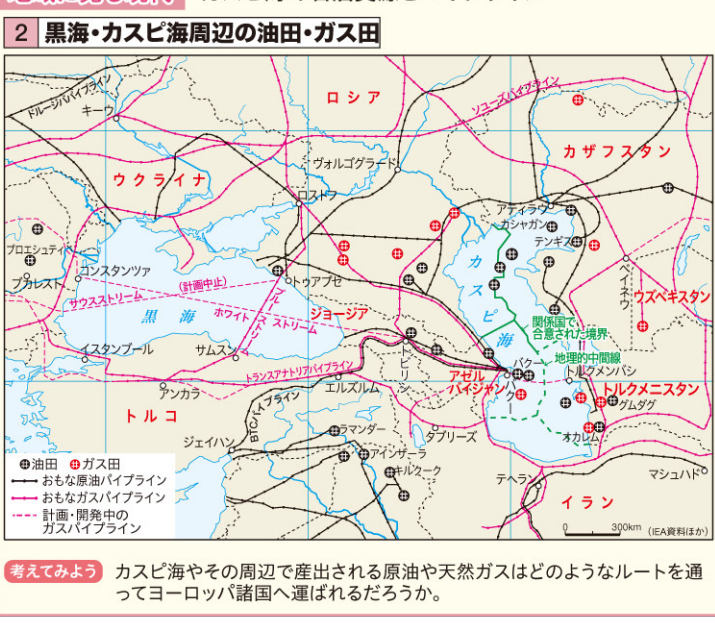 2 黒海・カスピ海周辺の油田・ガス田
ドルージバパイプライン
キーウ
ロシア
ソユーズパイプライン
カザフスタン
ウクライナ
ヴォルゴグラード
ロストフ
アティラウ
カシャガン
テンギス
プロエシュティ
ブカレスト
コンスタンツァ
サウスストリーム
(計画中止)
トゥアプセ
ブルーストリーム
ホワイトストリーム
黒海
ジョージア
カスピ海
ベイネウ
ウズベキスタン
関係国で
合意された境界
地理的中間線
イスタンブール
サムスン
トランスアナトリアパイプライン
トビリシ
アゼル
バイジャン
バクー
バクー
トルクメンバシ
トルクメニスタン
グムダグ
オカレム
アンカラ
エルズルム
トルコ
BTCパイプライン
ジェイハン
ラマンダー
アインザーラ
キルクーク
タブリーズ
テヘラン
マシュハド
イラン
油田 ガス田
おもな原油パイプライン
おもなガスパイプライン
計画・開発中の
ガスパイプライン
0 300km (IEA資料ほか)
考えてみよう カスピ海やその周辺で産出される原油や天然ガスはどのようなルートを通
ってヨーロッパ諸国へ運ばれるだろうか。